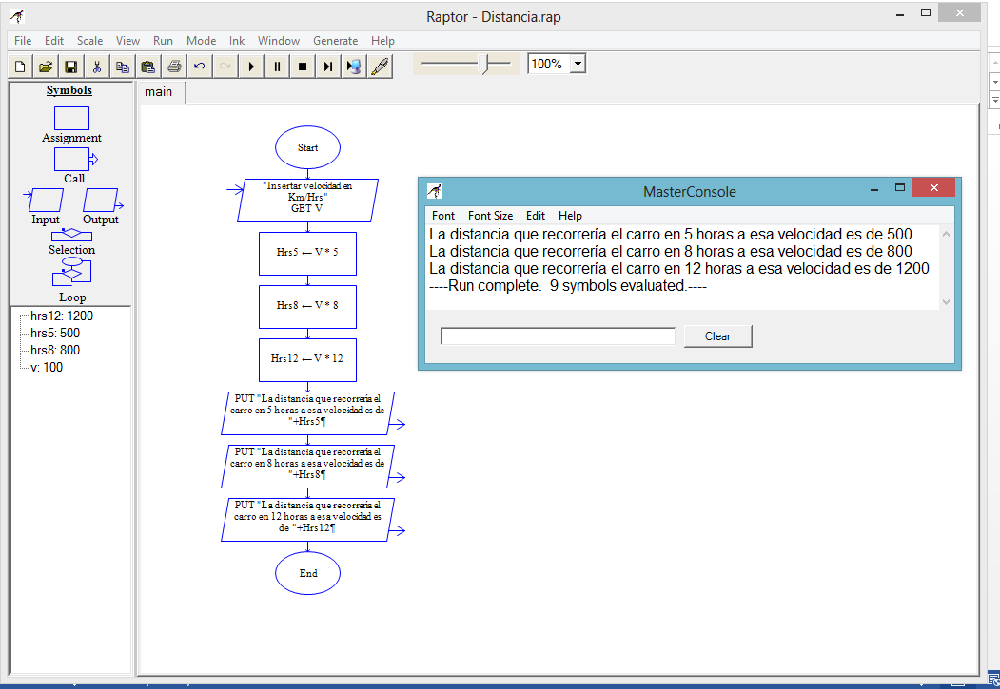 Raptor - Distancia.rap
File Edit Scale View Run Mode Ink Window Generate Help
100%
Symbols
Assignment
Call
Input Output
Selection
Loop
hrs12: 1200
hrs5: 500
hrs8: 800
v: 100
main
Start
"Insertar velocidad en
Km/Hrs"
GET V
Hrs5 ← V * 5
Hrs8 ← V * 8
Hrs12 ← V * 12
PUT "La distancia que recorrería el
carro en 5 horas a esa velocidad es de
"+Hrs5¶
PUT "La distancia que recorrería el
carro en 8 horas a esa velocidad es de
"+Hrs8¶
PUT "La distancia que recorrería el
carro en 12 horas a esa velocidad es
de "+Hrs12¶
End
MasterConsole
Font Font Size Edit Help
La distancia que recorrería el carro en 5 horas a esa velocidad es de 500
La distancia que recorrería el carro en 8 horas a esa velocidad es de 800
La distancia que recorrería el carro en 12 horas a esa velocidad es de 1200
----Run complete.  9 symbols evaluated.----
Clear